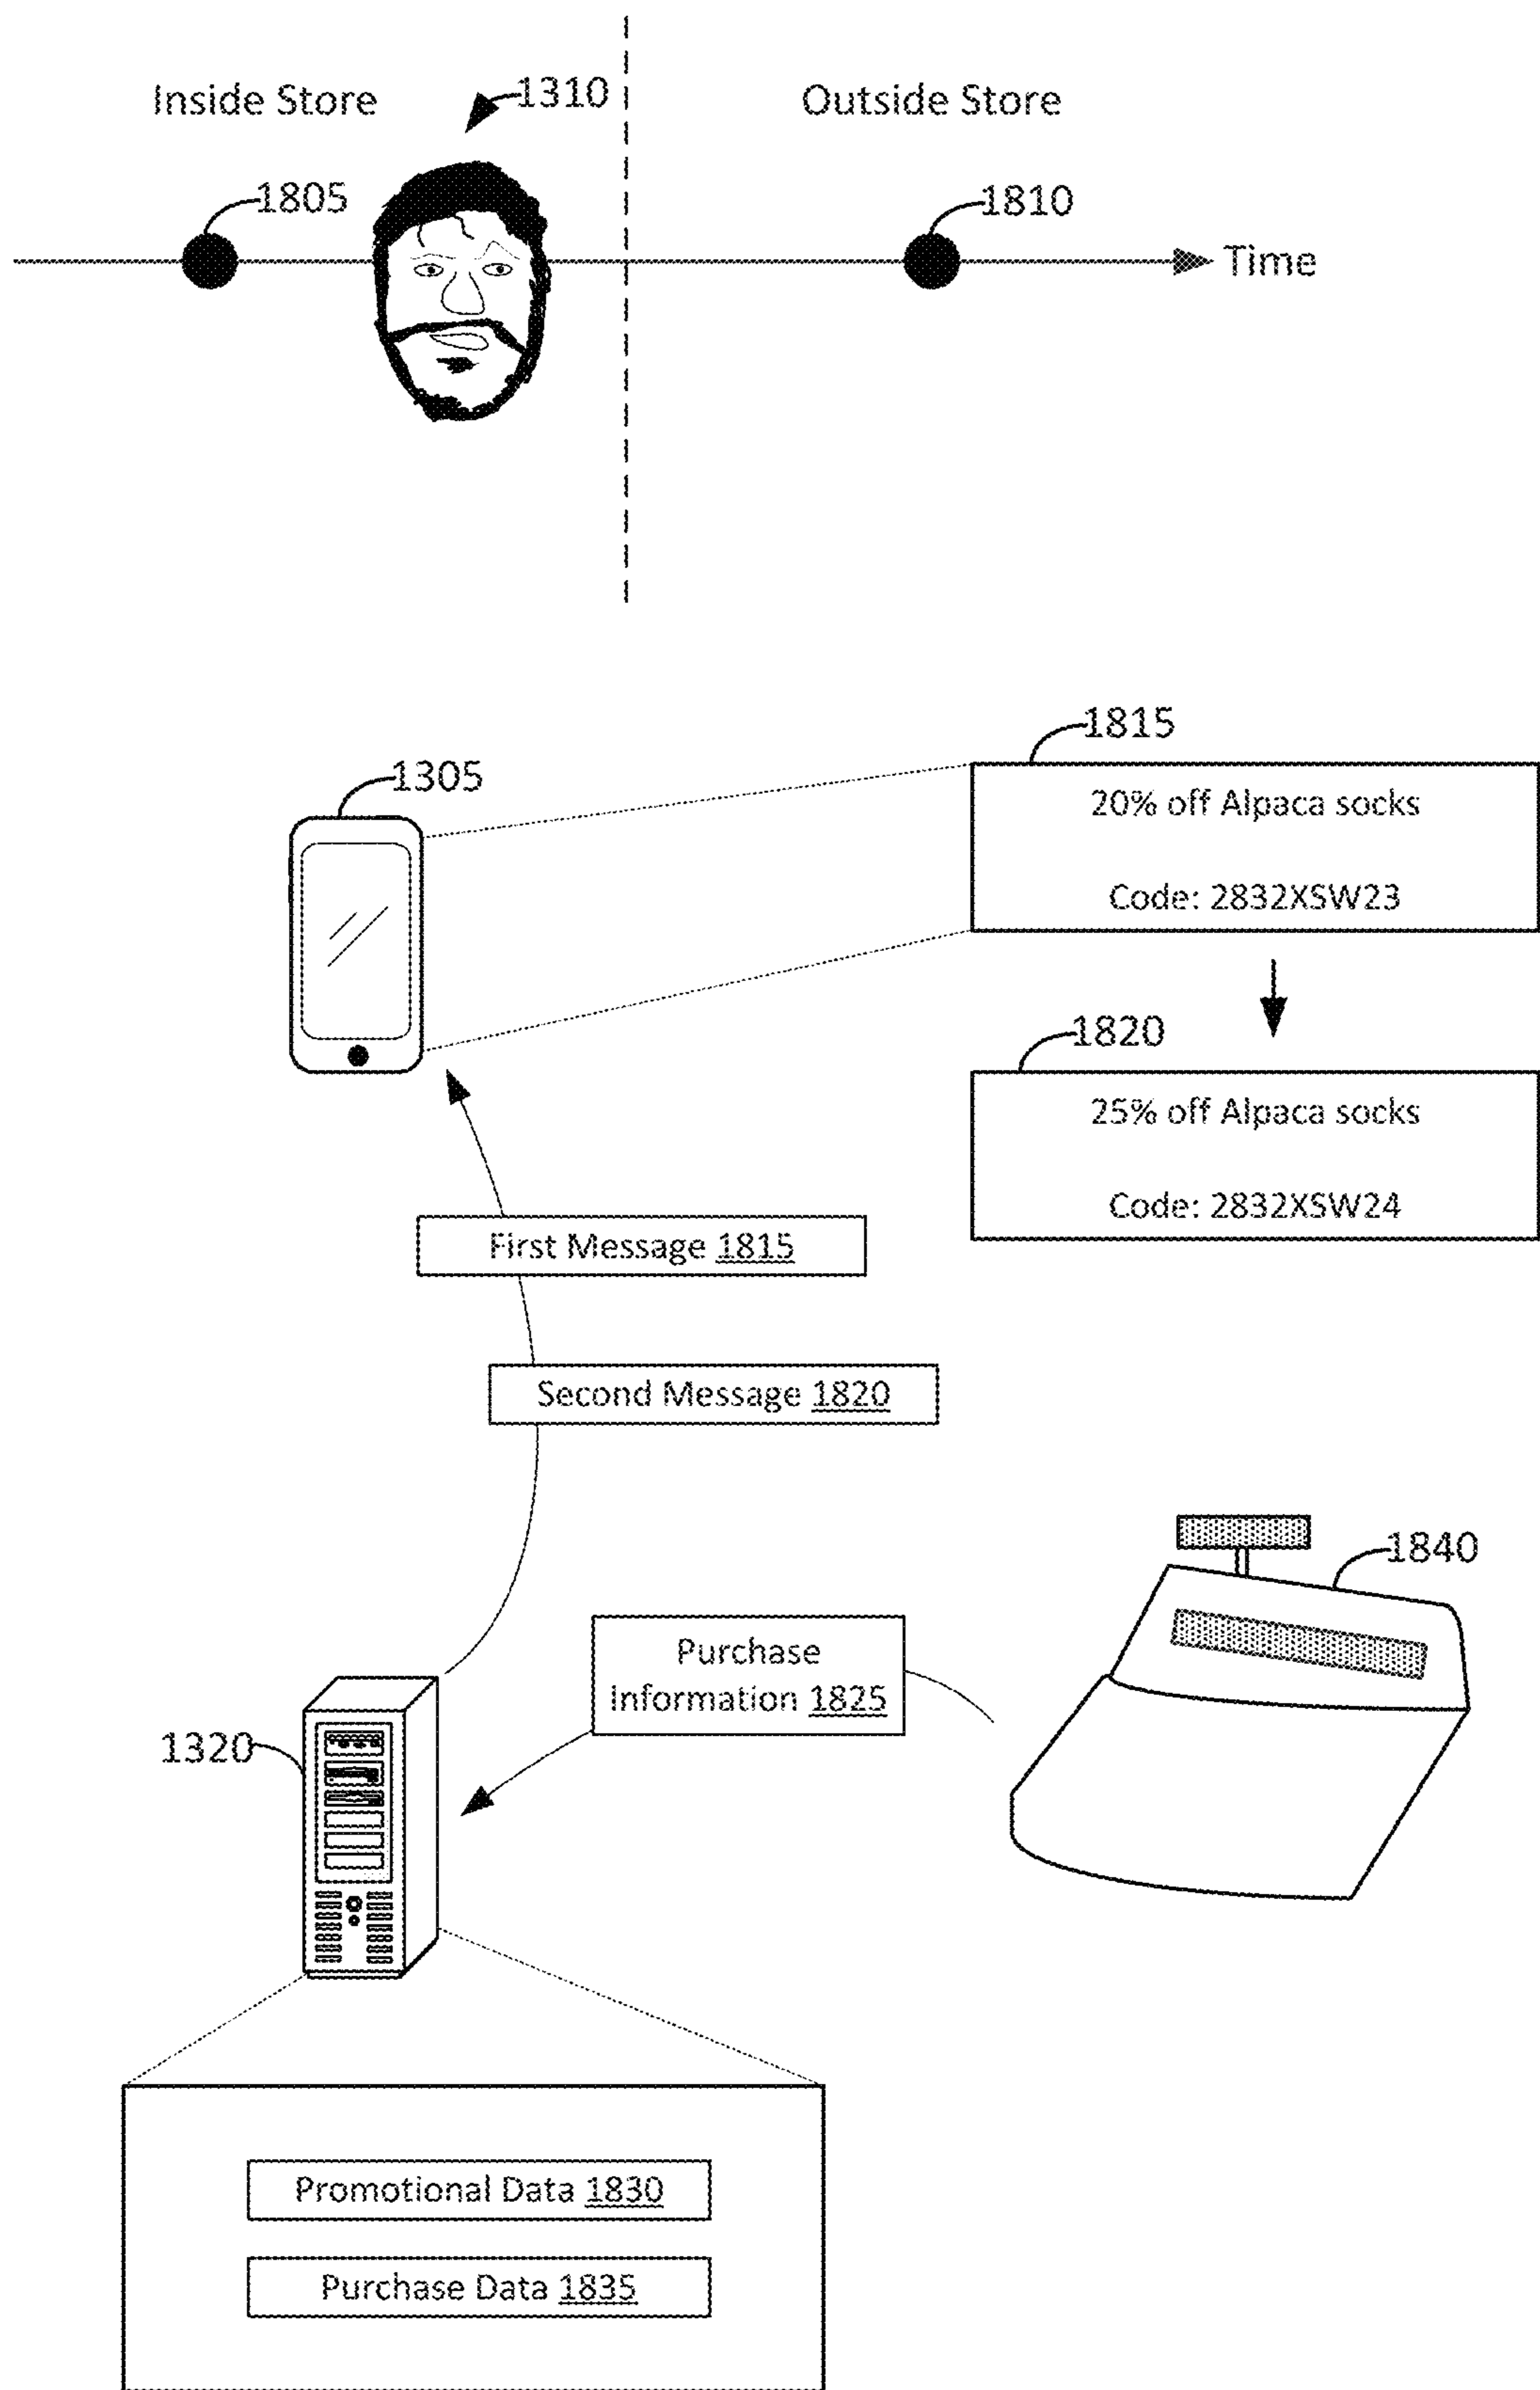 Inside Store
1310
Outside Store
1805
1810
Time
1815
1305
20% off Alpaca socks
Code: 2832XSW23
1820
25% off Alpaca socks
Code: 2832XSW24
First Message 1815
Second Message 1820
1840
Purchase
Information 1825
1320
Promotional Data 1830
Purchase Data 1835